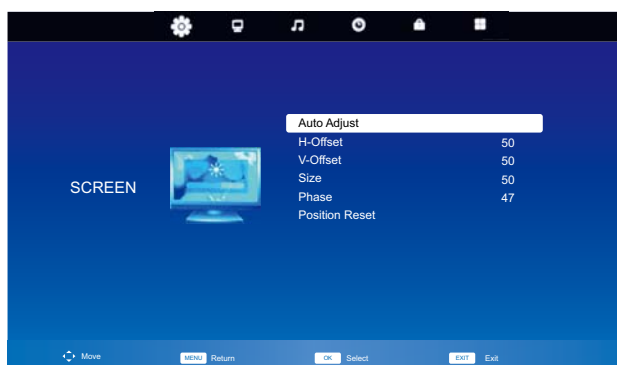 Auto Adjust
H-Offset 50
V-Offset 50
SCREEN
Size 50
Phase 47
Position Reset
Move MENU Return OK Select EXIT Exit